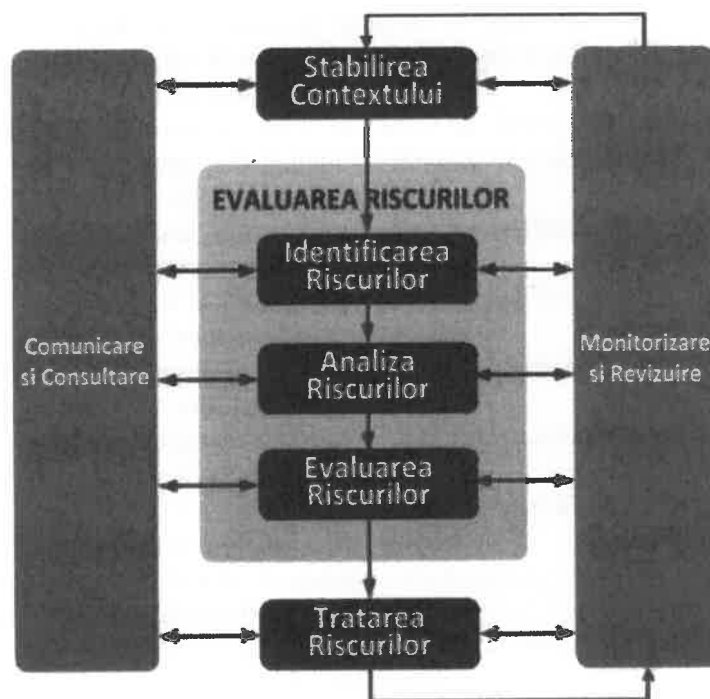 Stabilirea
Contextului
EVALUAREA RISCURILOR
Identificarea
Riscurilor
Comunicare
si Consultare
Analiza
Riscurilor
Monitorizare
si Revizuire
Evaluarea
Riscurilor
Tratarea
Riscurilor